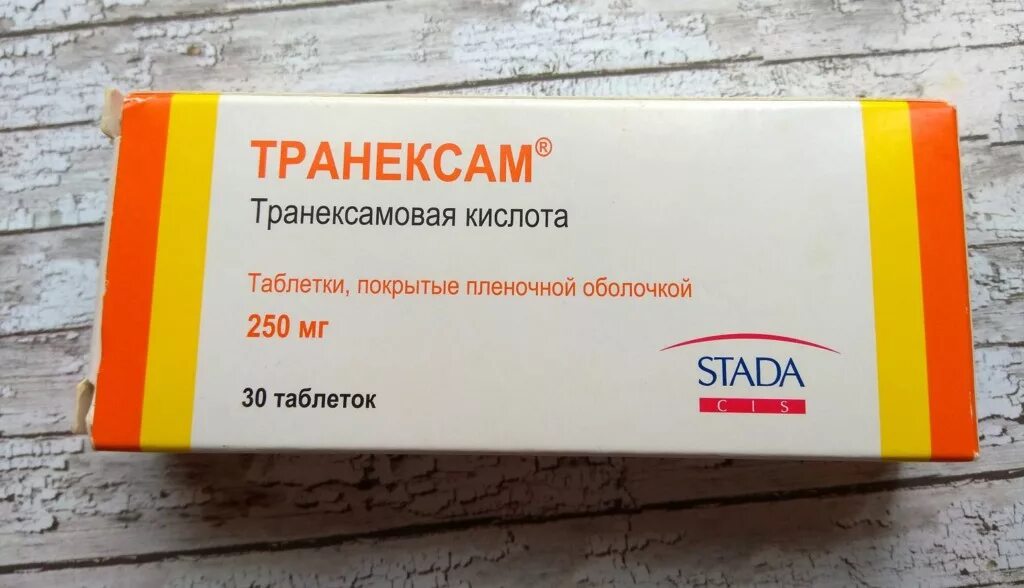 ТРАНЕКСАМ®
Транексамовая кислота
Таблетки, покрытые пленочной оболочкой
250 мг
30 таблеток
STADA
CIS